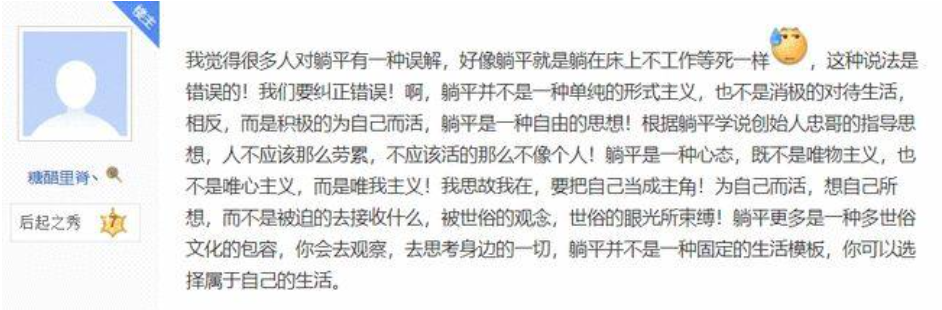 楼主
我觉得很多人对躺平有一种误解，好像躺平就是躺在床上不工作等死一样，这种说法是
错误的！我们要纠正错误！啊，躺平并不是一种单纯的形式主义，也不是消极的对待生活，
相反，而是积极的为自己而活，躺平是一种自由的思想！根据躺平学说创始人忠哥的指导思
想，人不应该那么劳累，不应该活的那么不像个人！躺平是一种心态，既不是唯物主义，也
不是唯心主义，而是唯我主义！我思故我在，要把自己当成主角！为自己而活，想自己所
想，而不是被迫的去接收什么，被世俗的观念，世俗的眼光所束缚！躺平更多是一种多世俗
文化的包容，你会去观察，去思考身边的一切，躺平并不是一种固定的生活模板，你可以选
择属于自己的生活。
糖醋里脊丶
后起之秀 7